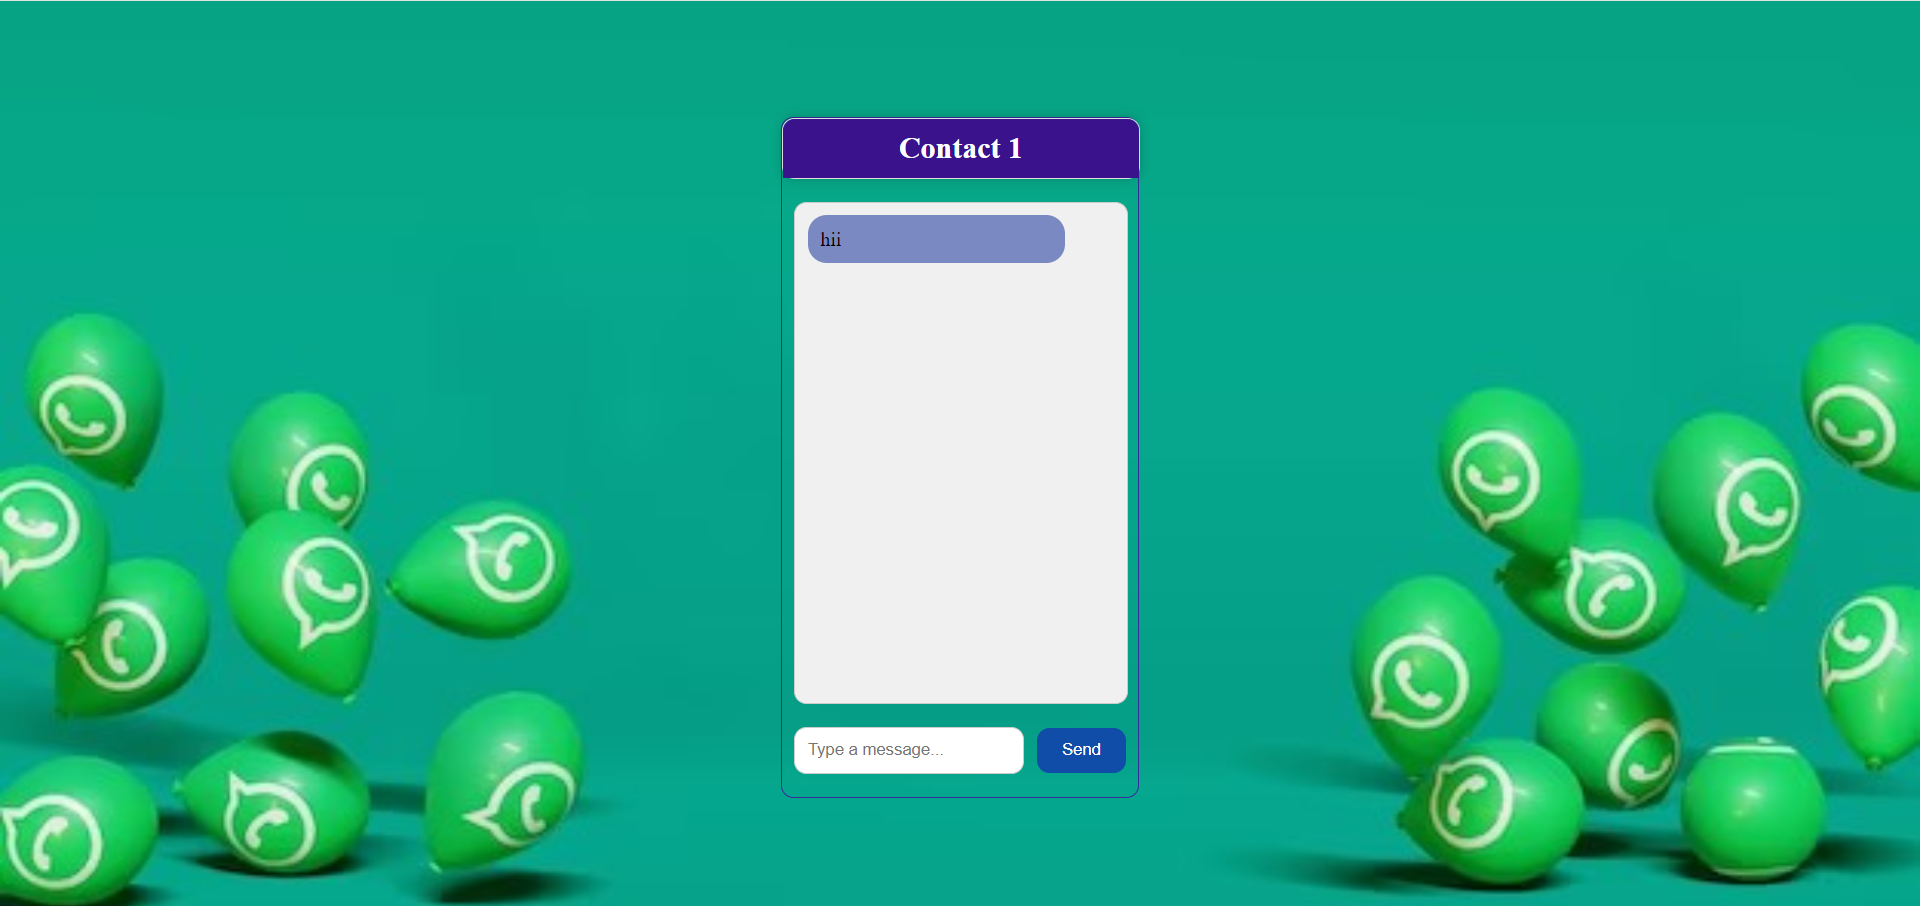 Contact 1
hii
Type a message...
Send